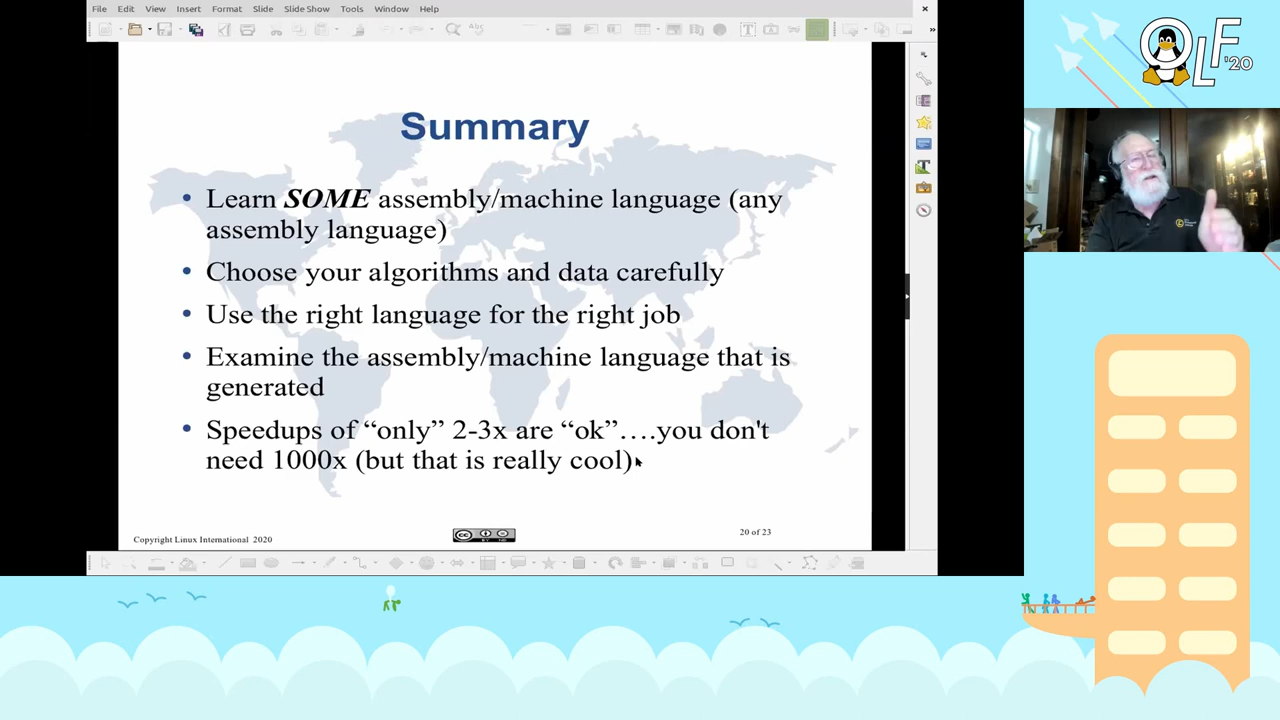 File Edit View Insert Format Slide Slide Show Tools Window Help
OLF '20
Summary
• Learn SOME assembly/machine language (any
assembly language)
• Choose your algorithms and data carefully
• Use the right language for the right job
• Examine the assembly/machine language that is
generated
• Speedups of “only” 2-3x are “ok”….you don't
need 1000x (but that is really cool)
Copyright Linux International 2020
20 of 23